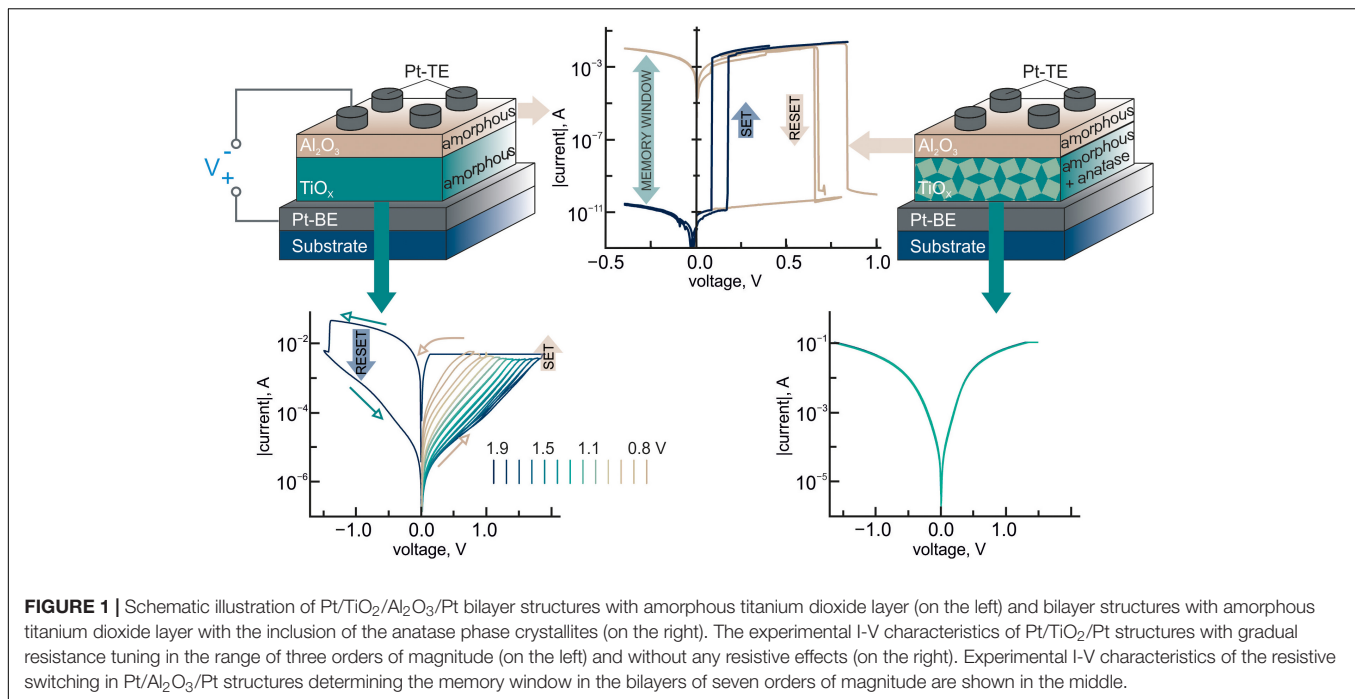 Pt-TE
Al₂O₃
amorphous
TiOₓ
amorphous
Pt-BE
Substrate
V
-
+
|current|, A
10⁻³
10⁻⁷
10⁻¹¹
MEMORY WINDOW
SET
RESET
−0.5 0.0 0.5 1.0
voltage, V
Pt-TE
Al₂O₃
amorphous
TiOₓ
amorphous
+ anatase
Pt-BE
Substrate
|current|, A
10⁻²
10⁻⁴
10⁻⁶
RESET
SET
1.9 1.5 1.1 0.8 V
−1.0 0.0 1.0
voltage, V
|current|, A
10⁻¹
10⁻³
10⁻⁵
−1.0 0.0 1.0
voltage, V
FIGURE 1 | Schematic illustration of Pt/TiO₂/Al₂O₃/Pt bilayer structures with amorphous titanium dioxide layer (on the left) and bilayer structures with amorphous
titanium dioxide layer with the inclusion of the anatase phase crystallites (on the right). The experimental I-V characteristics of Pt/TiO₂/Pt structures with gradual
resistance tuning in the range of three orders of magnitude (on the left) and without any resistive effects (on the right). Experimental I-V characteristics of the resistive
switching in Pt/Al₂O₃/Pt structures determining the memory window in the bilayers of seven orders of magnitude are shown in the middle.